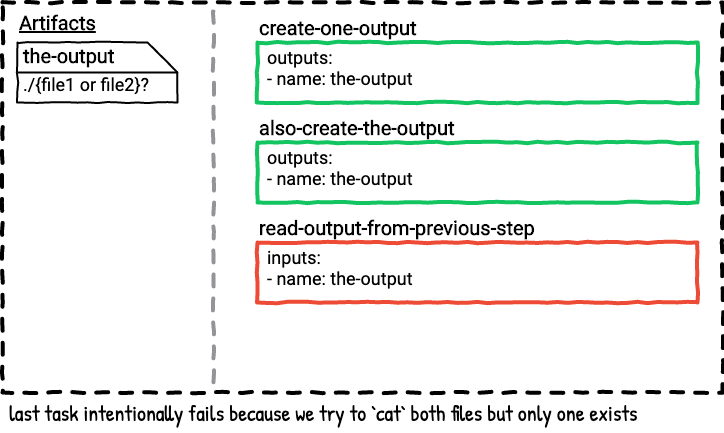 Artifacts
the-output
./{file1 or file2}?
create-one-output
outputs:
- name: the-output
also-create-the-output
outputs:
- name: the-output
read-output-from-previous-step
inputs:
- name: the-output
last task intentionally fails because we try to `cat` both files but only one exists